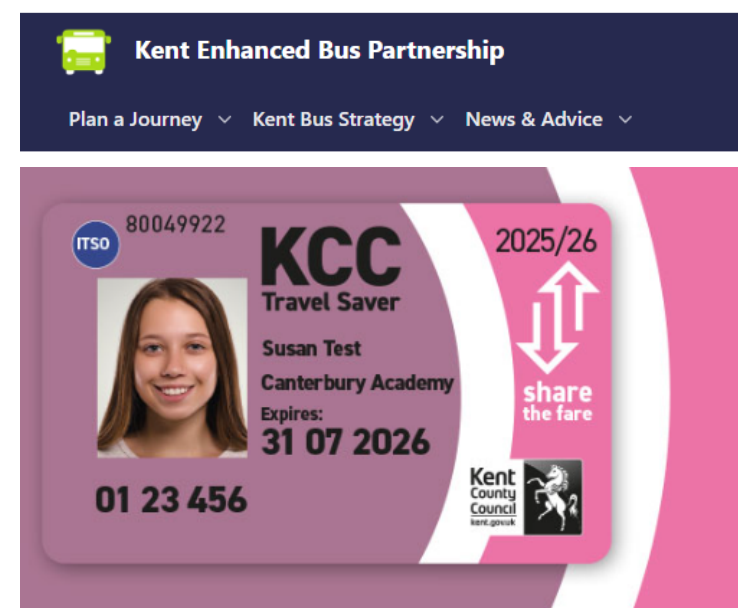 Kent Enhanced Bus Partnership
Plan a Journey Kent Bus Strategy News & Advice
ITSO
80049922
KCC
Travel Saver
2025/26
Susan Test
Canterbury Academy
Expires:
31 07 2026
share
the fare
01 23 456
Kent
County
Council
kent.gov.uk